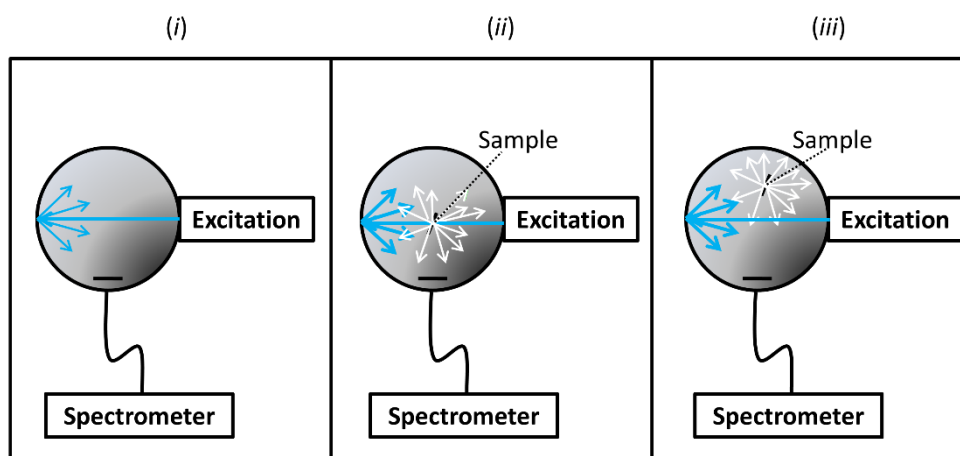 (i)
(ii)
(iii)
Sample
Sample
Excitation
Excitation
Excitation
Spectrometer
Spectrometer
Spectrometer